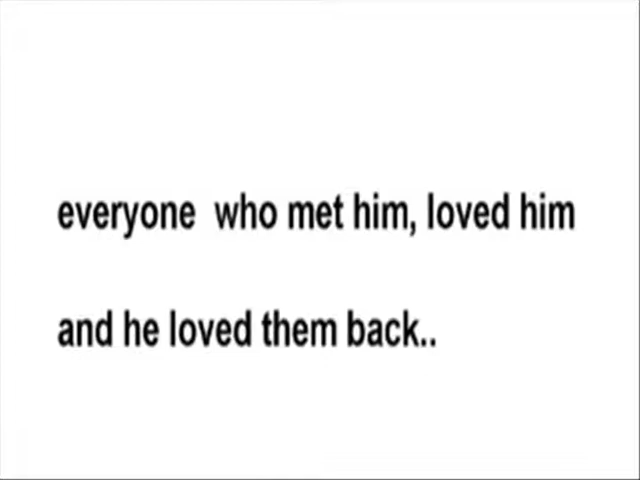 everyone  who met him, loved him
and he loved them back..